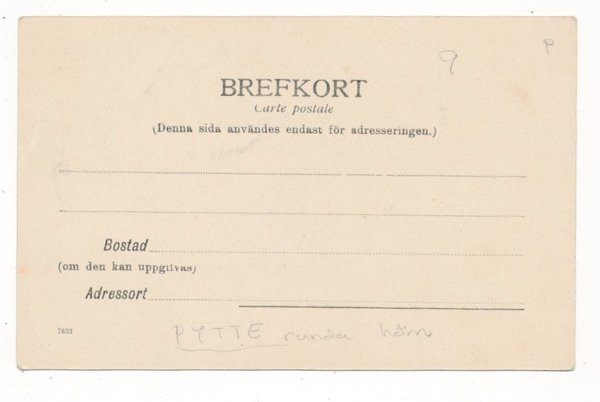 9 P
BREFKORT
Carte postale
(Denna sida användes endast för adresseringen.)
Bostad
(om den kan uppgifvas)
Adressort
7633
PYTTE runda hörn